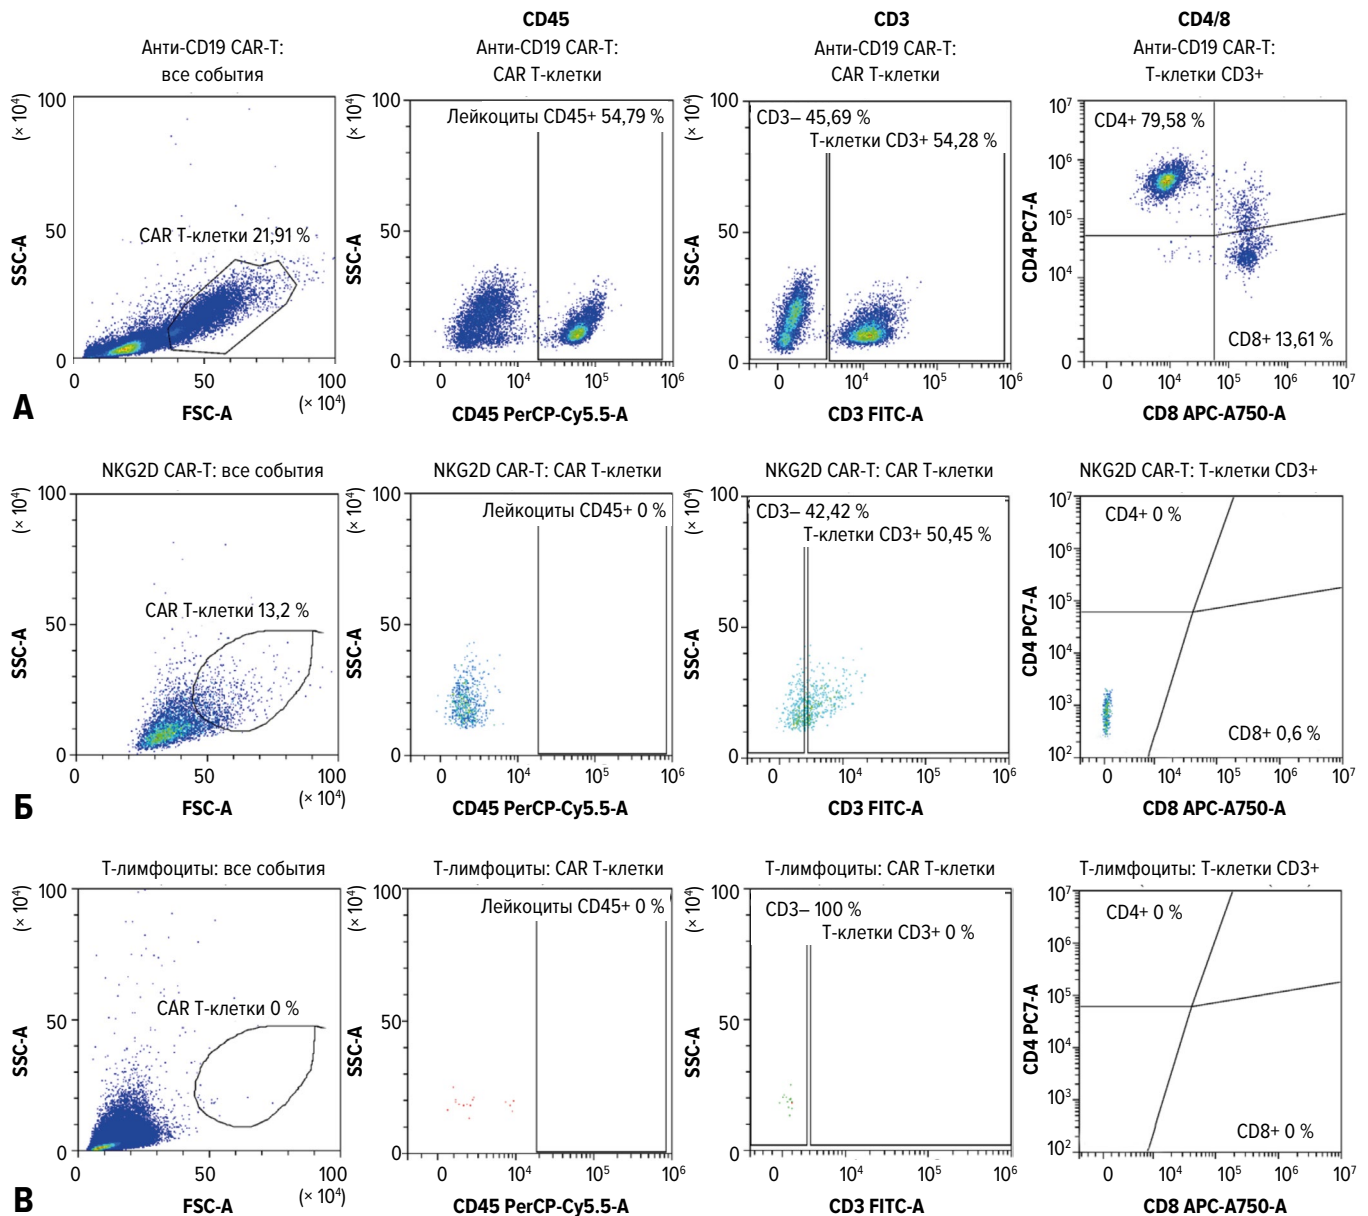 CD45
CD3
CD4/8
Анти-CD19 CAR-T:
все события
Анти-CD19 CAR-T:
CAR Т-клетки
Анти-CD19 CAR-T:
CAR Т-клетки
Анти-CD19 CAR-T:
Т-клетки CD3+
(× 10⁴)
100
50
0
SSC-A
CAR Т-клетки 21,91 %
0
50
100
FSC-A
(× 10⁴)
(× 10⁴)
100
50
0
SSC-A
Лейкоциты CD45+ 54,79 %
0
10⁴
10⁵
10⁶
CD45 PerCP-Cy5.5-A
(× 10⁴)
100
50
0
SSC-A
CD3– 45,69 %
Т-клетки CD3+ 54,28 %
0
10⁴
10⁵
10⁶
CD3 FITC-A
10⁷
10⁶
10⁵
10⁴
0
CD4 PC7-A
CD4+ 79,58 %
CD8+ 13,61 %
0
10⁴
10⁵
10⁶
10⁷
CD8 APC-A750-A
А
NKG2D CAR-T: все события
NKG2D CAR-T: CAR Т-клетки
NKG2D CAR-T: CAR Т-клетки
NKG2D CAR-T: Т-клетки CD3+
(× 10⁴)
100
50
0
SSC-A
CAR Т-клетки 13,2 %
0
50
100
FSC-A
(× 10⁴)
(× 10⁴)
100
50
0
SSC-A
Лейкоциты CD45+ 0 %
0
10⁴
10⁵
10⁶
CD45 PerCP-Cy5.5-A
(× 10⁴)
100
50
0
SSC-A
CD3– 42,42 %
Т-клетки CD3+ 50,45 %
0
10⁴
10⁵
10⁶
CD3 FITC-A
10⁷
10⁶
10⁵
10⁴
10³
10²
CD4 PC7-A
CD4+ 0 %
CD8+ 0,6 %
0
10⁴
10⁵
10⁶
10⁷
CD8 APC-A750-A
Б
Т-лимфоциты: все события
Т-лимфоциты: CAR Т-клетки
Т-лимфоциты: CAR Т-клетки
Т-лимфоциты: Т-клетки CD3+
(× 10⁴)
100
50
0
SSC-A
CAR Т-клетки 0 %
0
50
100
FSC-A
(× 10⁴)
(× 10⁴)
100
50
0
SSC-A
Лейкоциты CD45+ 0 %
0
10⁴
10⁵
10⁶
CD45 PerCP-Cy5.5-A
(× 10⁴)
100
50
0
SSC-A
CD3– 100 %
Т-клетки CD3+ 0 %
0
10⁴
10⁵
10⁶
CD3 FITC-A
10⁷
10⁶
10⁵
10⁴
10³
10²
CD4 PC7-A
CD4+ 0 %
CD8+ 0 %
0
10⁴
10⁵
10⁶
10⁷
CD8 APC-A750-A
В